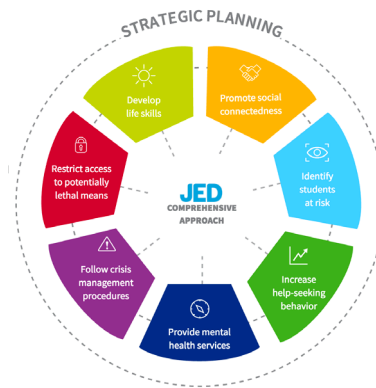 STRATEGIC PLANNING
Develop
life skills
Promote social
connectedness
Identify
students
at risk
Increase
help-seeking
behavior
Provide mental
health services
Follow crisis
management
procedures
Restrict access
to potentially
lethal means
JED
COMPREHENSIVE
APPROACH